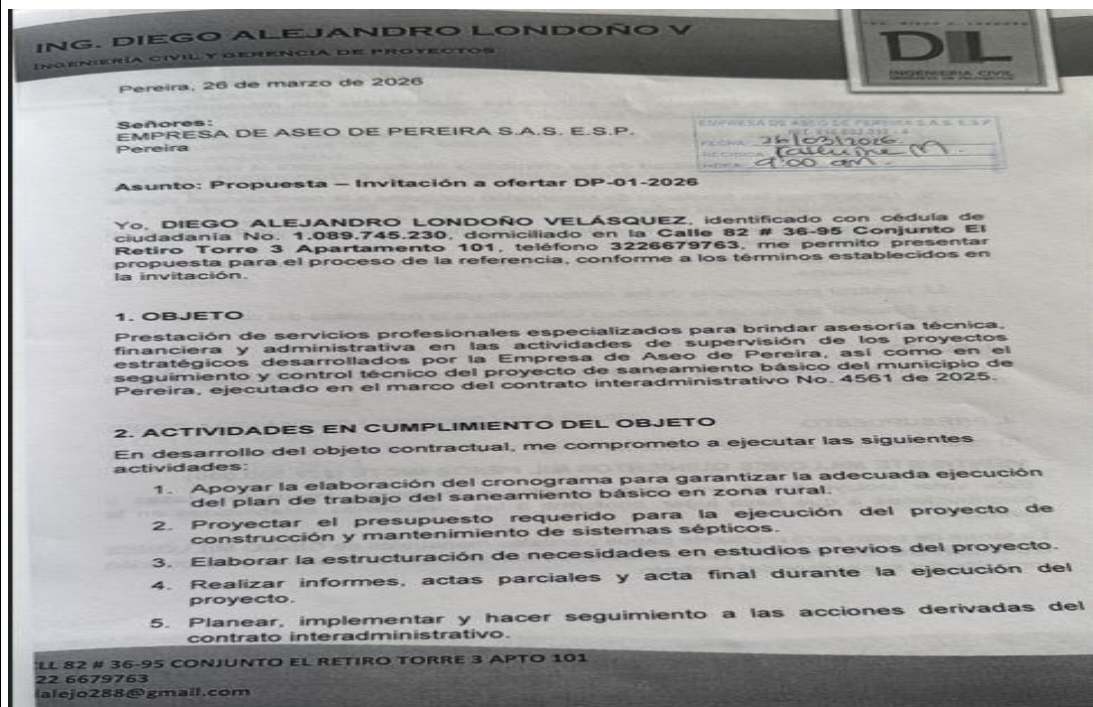 ING. DIEGO ALEJANDRO LONDOÑO V
INGENIERÍA CIVIL Y GERENCIA DE PROYECTOS
DIL
INGENIERIA CIVIL
Pereira, 26 de marzo de 2026
Señores:
EMPRESA DE ASEO DE PEREIRA S.A.S. E.S.P.
Pereira
EMPRESA DE ASEO DE PEREIRA S.A.S. E.S.P
FECHA 26/03/2026.
9:00 am.
Asunto: Propuesta – Invitación a ofertar DP-01-2026
Yo, DIEGO ALEJANDRO LONDOÑO VELÁSQUEZ, identificado con cédula de
ciudadanía No. 1.089.745.230, domiciliado en la Calle 82 # 36-95 Conjunto El
Retiro Torre 3 Apartamento 101, teléfono 3226679763, me permito presentar
propuesta para el proceso de la referencia, conforme a los términos establecidos en
la invitación.
1. OBJETO
Prestación de servicios profesionales especializados para brindar asesoría técnica,
financiera y administrativa en las actividades de supervisión de los proyectos
estratégicos desarrollados por la Empresa de Aseo de Pereira, así como en el
seguimiento y control técnico del proyecto de saneamiento básico del municipio de
Pereira, ejecutado en el marco del contrato interadministrativo No. 4561 de 2025.
2. ACTIVIDADES EN CUMPLIMIENTO DEL OBJETO
En desarrollo del objeto contractual, me comprometo a ejecutar las siguientes
actividades:
1. Apoyar la elaboración del cronograma para garantizar la adecuada ejecución
del plan de trabajo del saneamiento básico en zona rural.
2. Proyectar el presupuesto requerido para la ejecución del proyecto de
construcción y mantenimiento de sistemas sépticos.
3. Elaborar la estructuración de necesidades en estudios previos del proyecto.
4. Realizar informes, actas parciales y acta final durante la ejecución del
proyecto.
5. Planear, implementar y hacer seguimiento a las acciones derivadas del
contrato interadministrativo.
LL 82 # 36-95 CONJUNTO EL RETIRO TORRE 3 APTO 101
22 6679763
alejo288@gmail.com